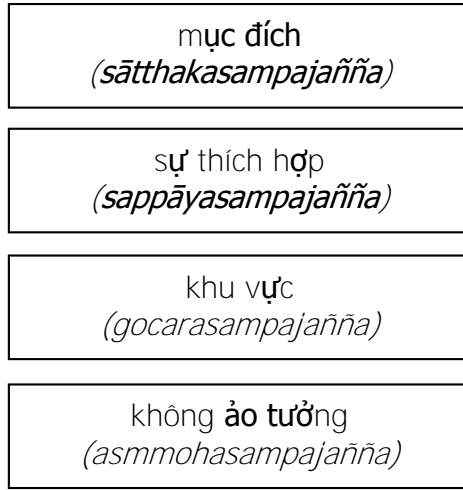 mục đích
(sātthakasampajañña)
sự thích hợp
(sappāyasampajañña)
khu vực
(gocarasampajañña)
không ảo tưởng
(asmmohasampajañña)